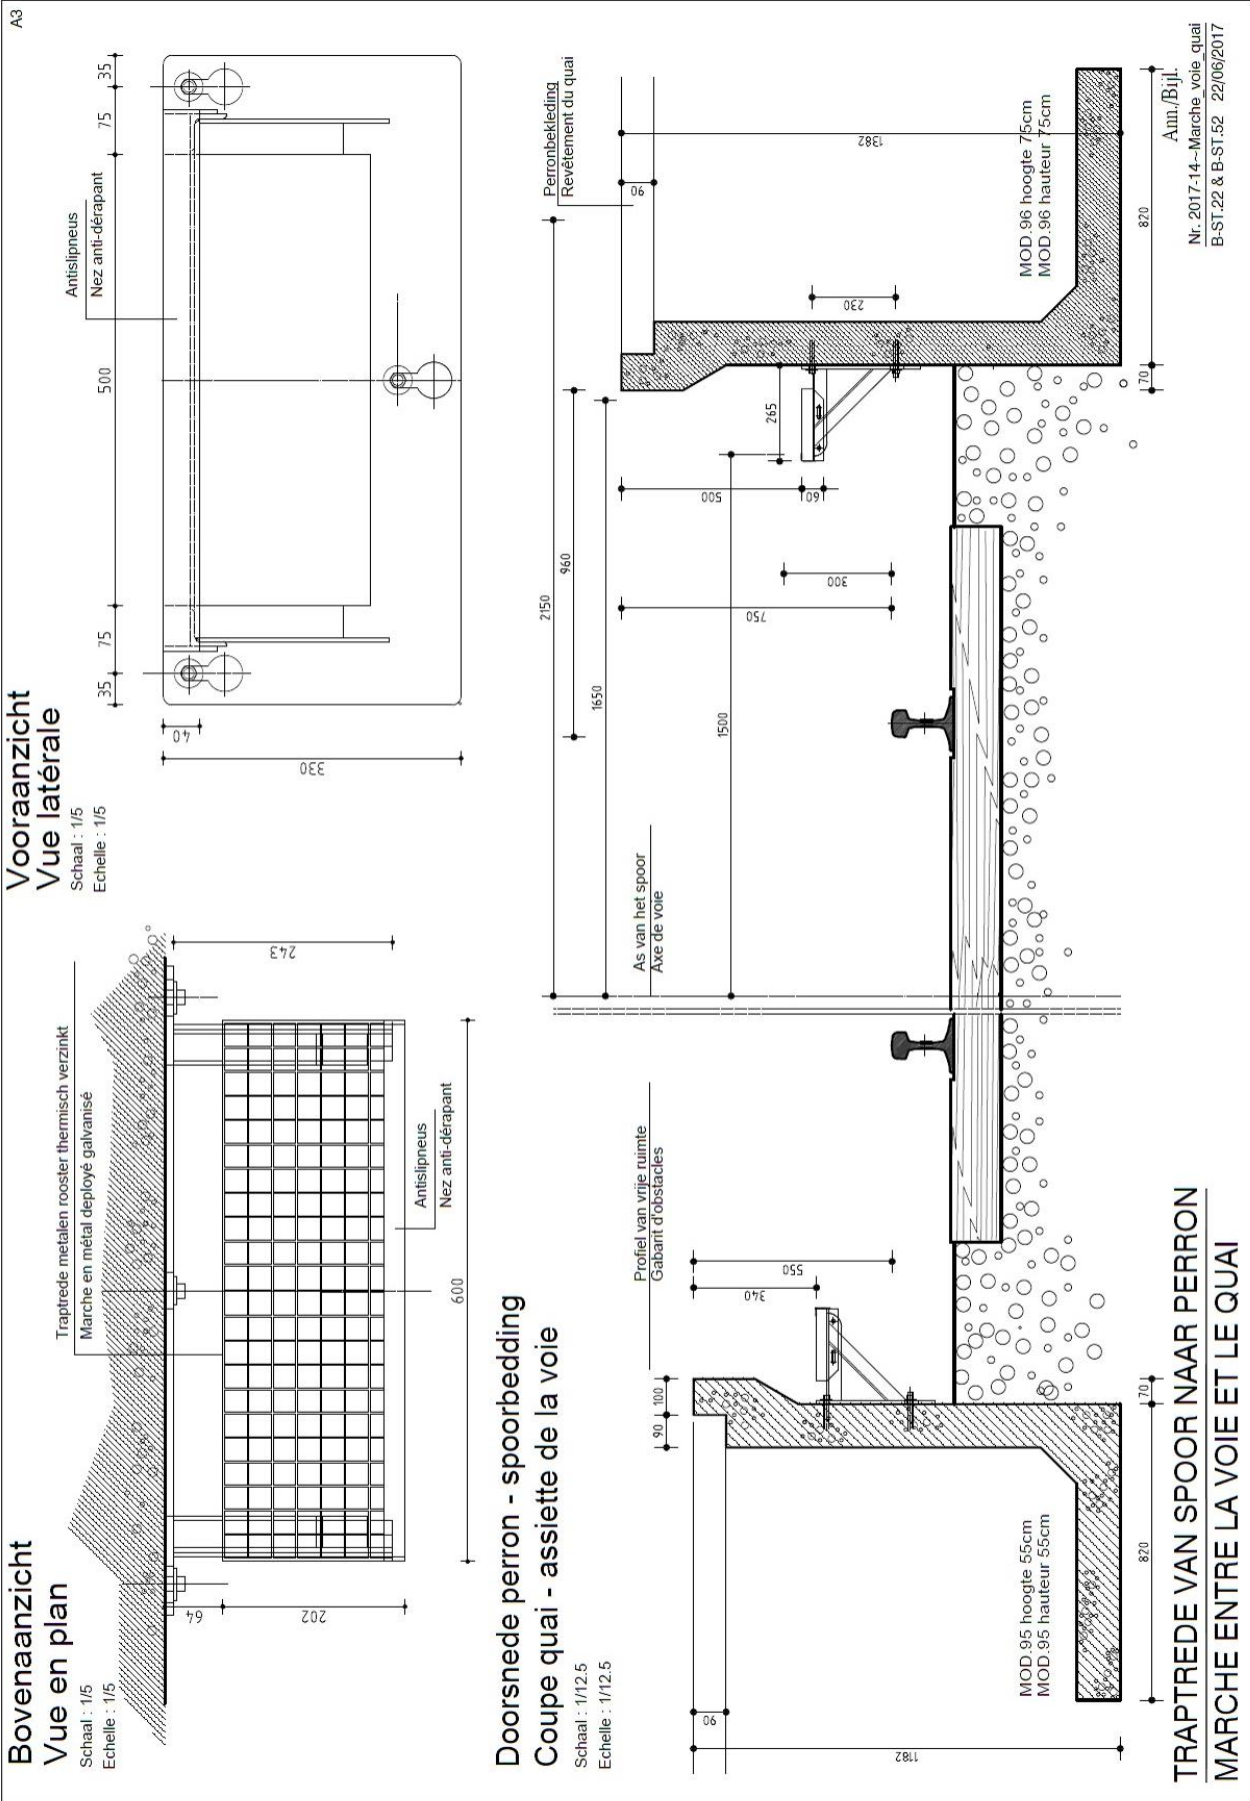 A3
Bovenaanzicht
Vue en plan
Schaal : 1/5
Echelle : 1/5
Traptrede metalen rooster thermisch verzinkt
Marche en métal deployé galvanisé
64
202
243
600
Antislipneus
Nez anti-dérapant
Vooraanzicht
Vue latérale
Schaal : 1/5
Echelle : 1/5
35
75
500
75
35
40
330
Antislipneus
Nez anti-dérapant
Doorsnede perron - spoorbedding
Coupe quai - assiette de la voie
Schaal : 1/12.5
Echelle : 1/12.5
Profiel van vrije ruimte
Gabarit d'obstacles
As van het spoor
Axe de voie
Perronbekleding
Revêtement du quai
2150
960
1650
1500
90
100
90
340
550
1182
820
70
750
300
500
60
265
230
90
1382
70
820
MOD.95 hoogte 55cm
MOD.95 hauteur 55cm
MOD.96 hoogte 75cm
MOD.96 hauteur 75cm
TRAPTREDE VAN SPOOR NAAR PERRON
MARCHE ENTRE LA VOIE ET LE QUAI
Ann./Bijl.
Nr. 2017-14~Marche_voie_quai
B-ST.22 & B-ST.52 22/06/2017